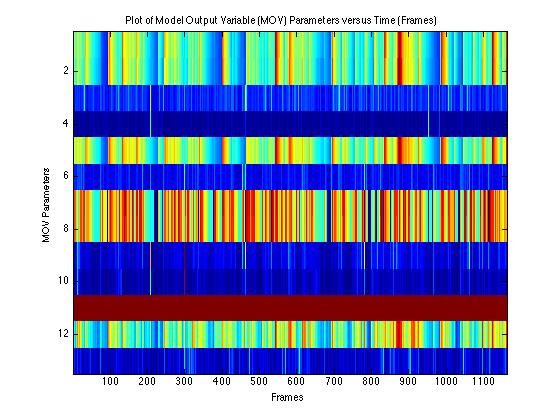 Plot of Model Output Variable (MOV) Parameters versus Time (Frames)
2
4
6
8
10
12
MOV Parameters
100 200 300 400 500 600 700 800 900 1000 1100
Frames